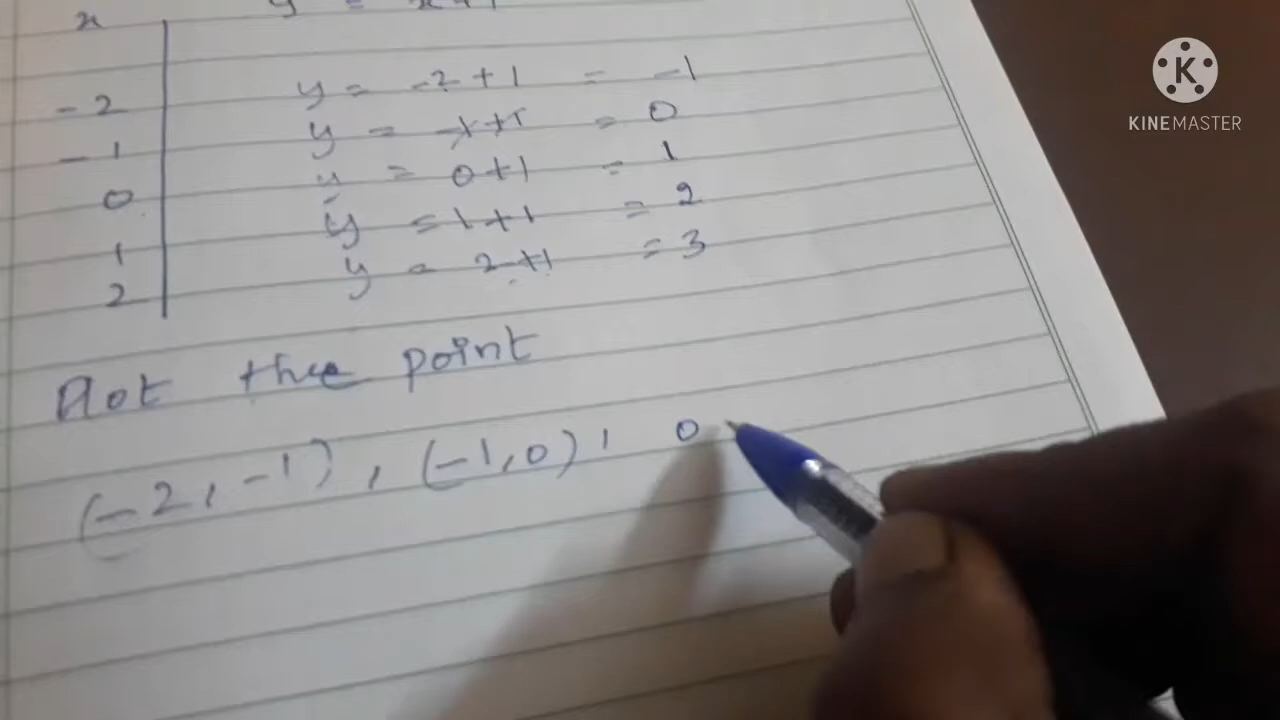 x y = x+1
-2 y = -2+1 = -1
-1 y = -1+1 = 0
0 y = 0+1 = 1
1 y = 1+1 = 2
2 y = 2+1 = 3
Plot the point
(-2, -1), (-1,0), 0
K
KINEMASTER